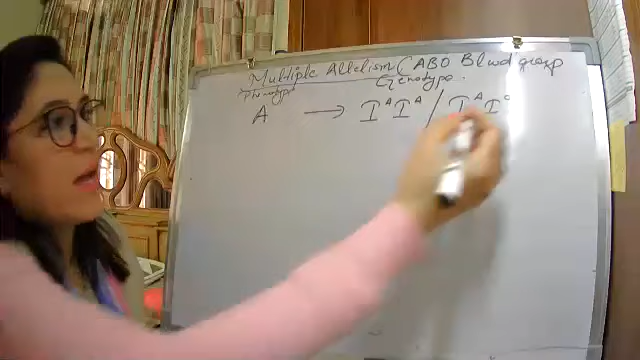 Multiple Allelism (ABO Blood group
Phenotype Genotype.
A → I^A I^A / I^A I^o